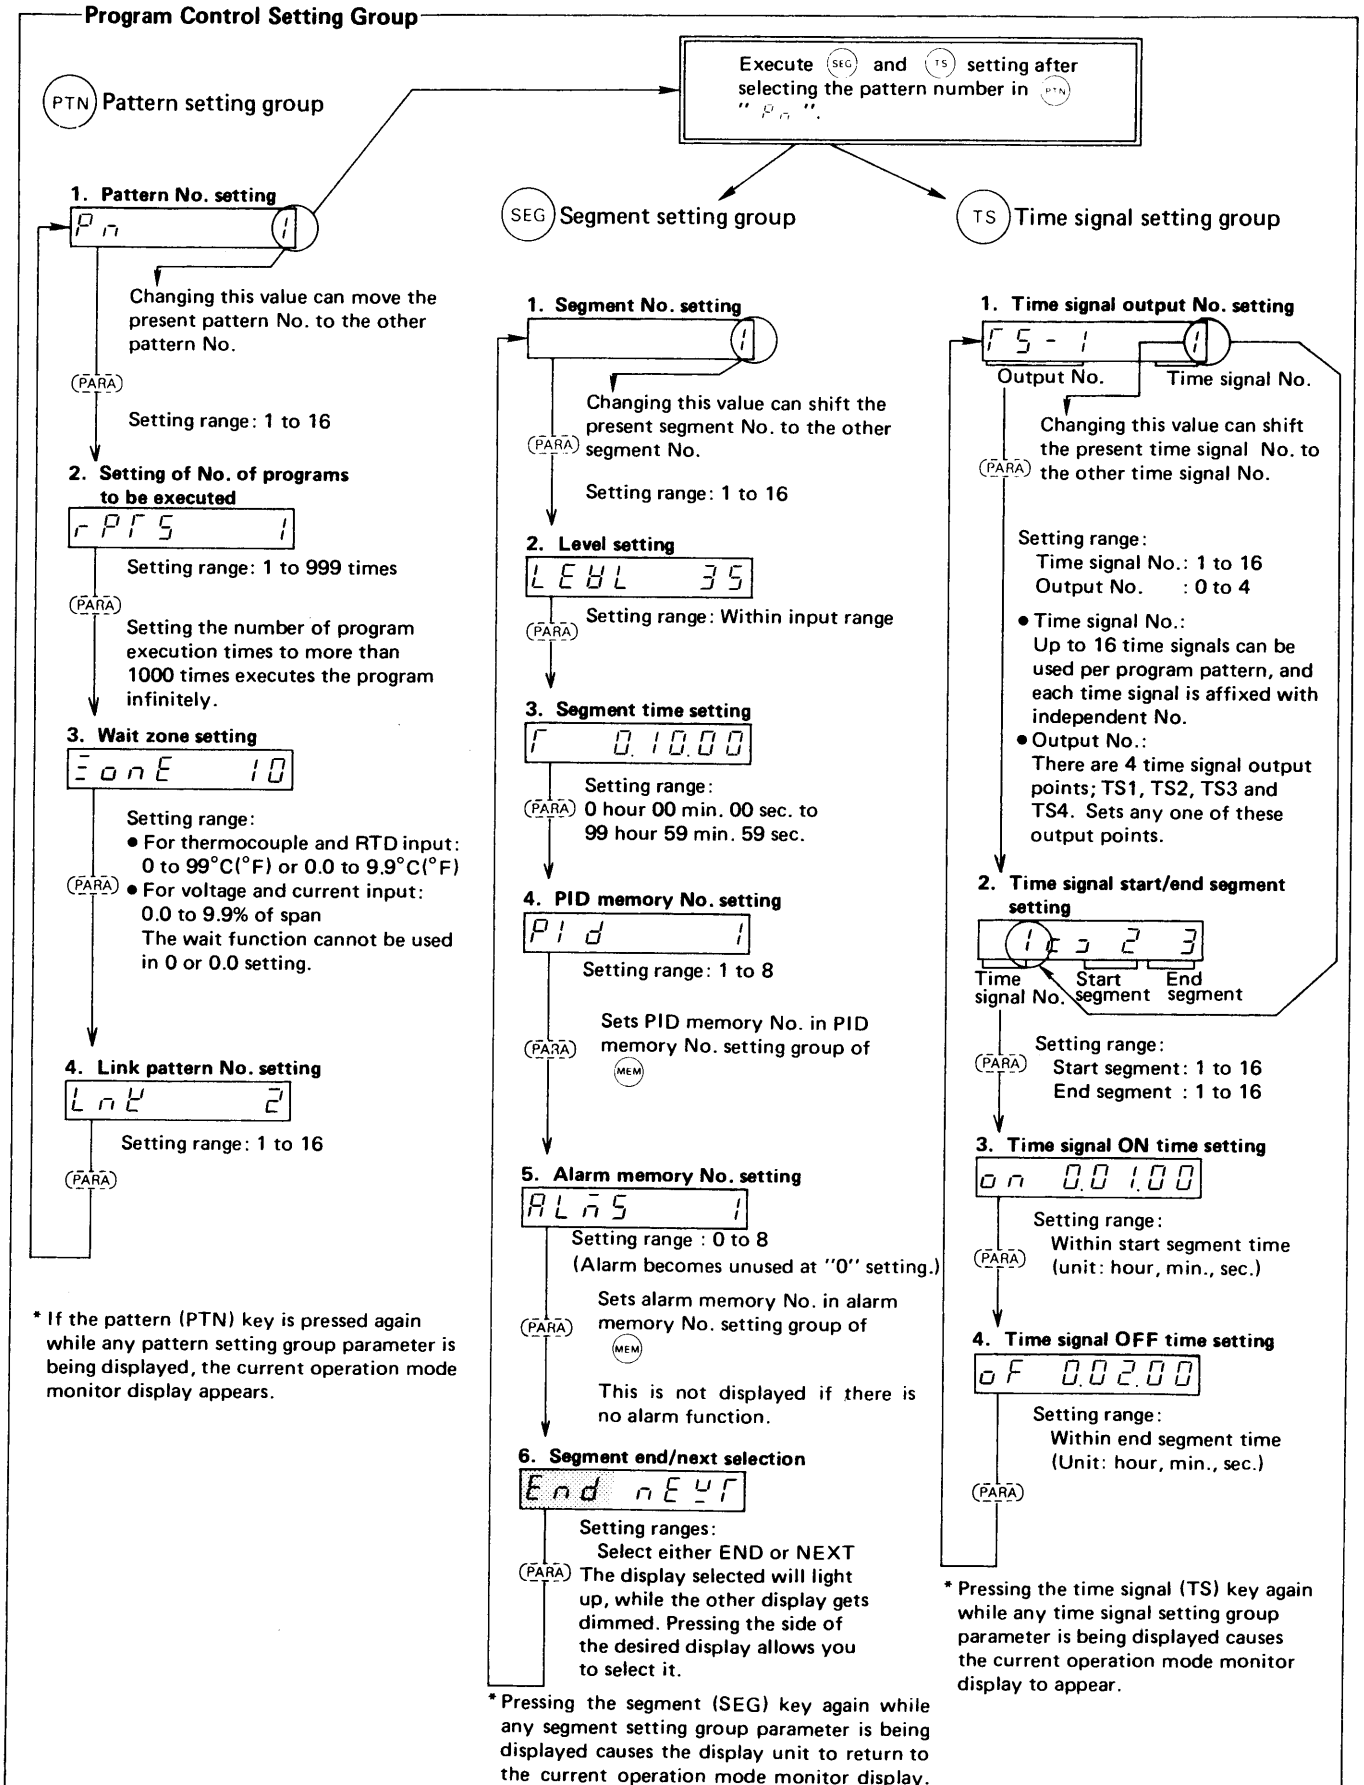 Program Control Setting Group
Execute SEG and TS setting after
selecting the pattern number in PTN
"Pn".
PTN Pattern setting group
1. Pattern No. setting
Pn 1
Changing this value can move the
present pattern No. to the other
pattern No.
PARA
Setting range: 1 to 16
2. Setting of No. of programs
to be executed
rPTS 1
Setting range: 1 to 999 times
PARA
Setting the number of program
execution times to more than
1000 times executes the program
infinitely.
3. Wait zone setting
ZonE 10
Setting range:
● For thermocouple and RTD input:
0 to 99°C(°F) or 0.0 to 9.9°C(°F)
PARA
● For voltage and current input:
0.0 to 9.9% of span
The wait function cannot be used
in 0 or 0.0 setting.
4. Link pattern No. setting
LnK 2
Setting range: 1 to 16
PARA
* If the pattern (PTN) key is pressed again
while any pattern setting group parameter is
being displayed, the current operation mode
monitor display appears.
SEG Segment setting group
1. Segment No. setting
1
Changing this value can shift the
present segment No. to the other
PARA segment No.
Setting range: 1 to 16
2. Level setting
LEVL 35
Setting range: Within input range
PARA
3. Segment time setting
T 0.10.00
Setting range:
PARA 0 hour 00 min. 00 sec. to
99 hour 59 min. 59 sec.
4. PID memory No. setting
PId 1
Setting range: 1 to 8
Sets PID memory No. in PID
PARA memory No. setting group of
MEM
5. Alarm memory No. setting
ALmS 1
Setting range : 0 to 8
(Alarm becomes unused at "0" setting.)
Sets alarm memory No. in alarm
PARA memory No. setting group of
MEM
This is not displayed if there is
no alarm function.
6. Segment end/next selection
End nEXT
Setting ranges:
Select either END or NEXT
PARA The display selected will light
up, while the other display gets
dimmed. Pressing the side of
the desired display allows you
to select it.
* Pressing the segment (SEG) key again while
any segment setting group parameter is being
displayed causes the display unit to return to
the current operation mode monitor display.
TS Time signal setting group
1. Time signal output No. setting
TS-1 1
Output No. Time signal No.
Changing this value can shift
the present time signal No. to
PARA the other time signal No.
Setting range:
Time signal No.: 1 to 16
Output No. : 0 to 4
● Time signal No.:
Up to 16 time signals can be
used per program pattern, and
each time signal is affixed with
independent No.
● Output No.:
There are 4 time signal output
points; TS1, TS2, TS3 and
TS4. Sets any one of these
output points.
2. Time signal start/end segment
setting
1 2 3
Time signal No. Start segment End segment
Setting range:
PARA Start segment: 1 to 16
End segment : 1 to 16
3. Time signal ON time setting
on 0.01.00
Setting range:
Within start segment time
PARA (unit: hour, min., sec.)
4. Time signal OFF time setting
oF 0.02.00
Setting range:
Within end segment time
(Unit: hour, min., sec.)
PARA
* Pressing the time signal (TS) key again
while any time signal setting group
parameter is being displayed causes
the current operation mode monitor
display to appear.